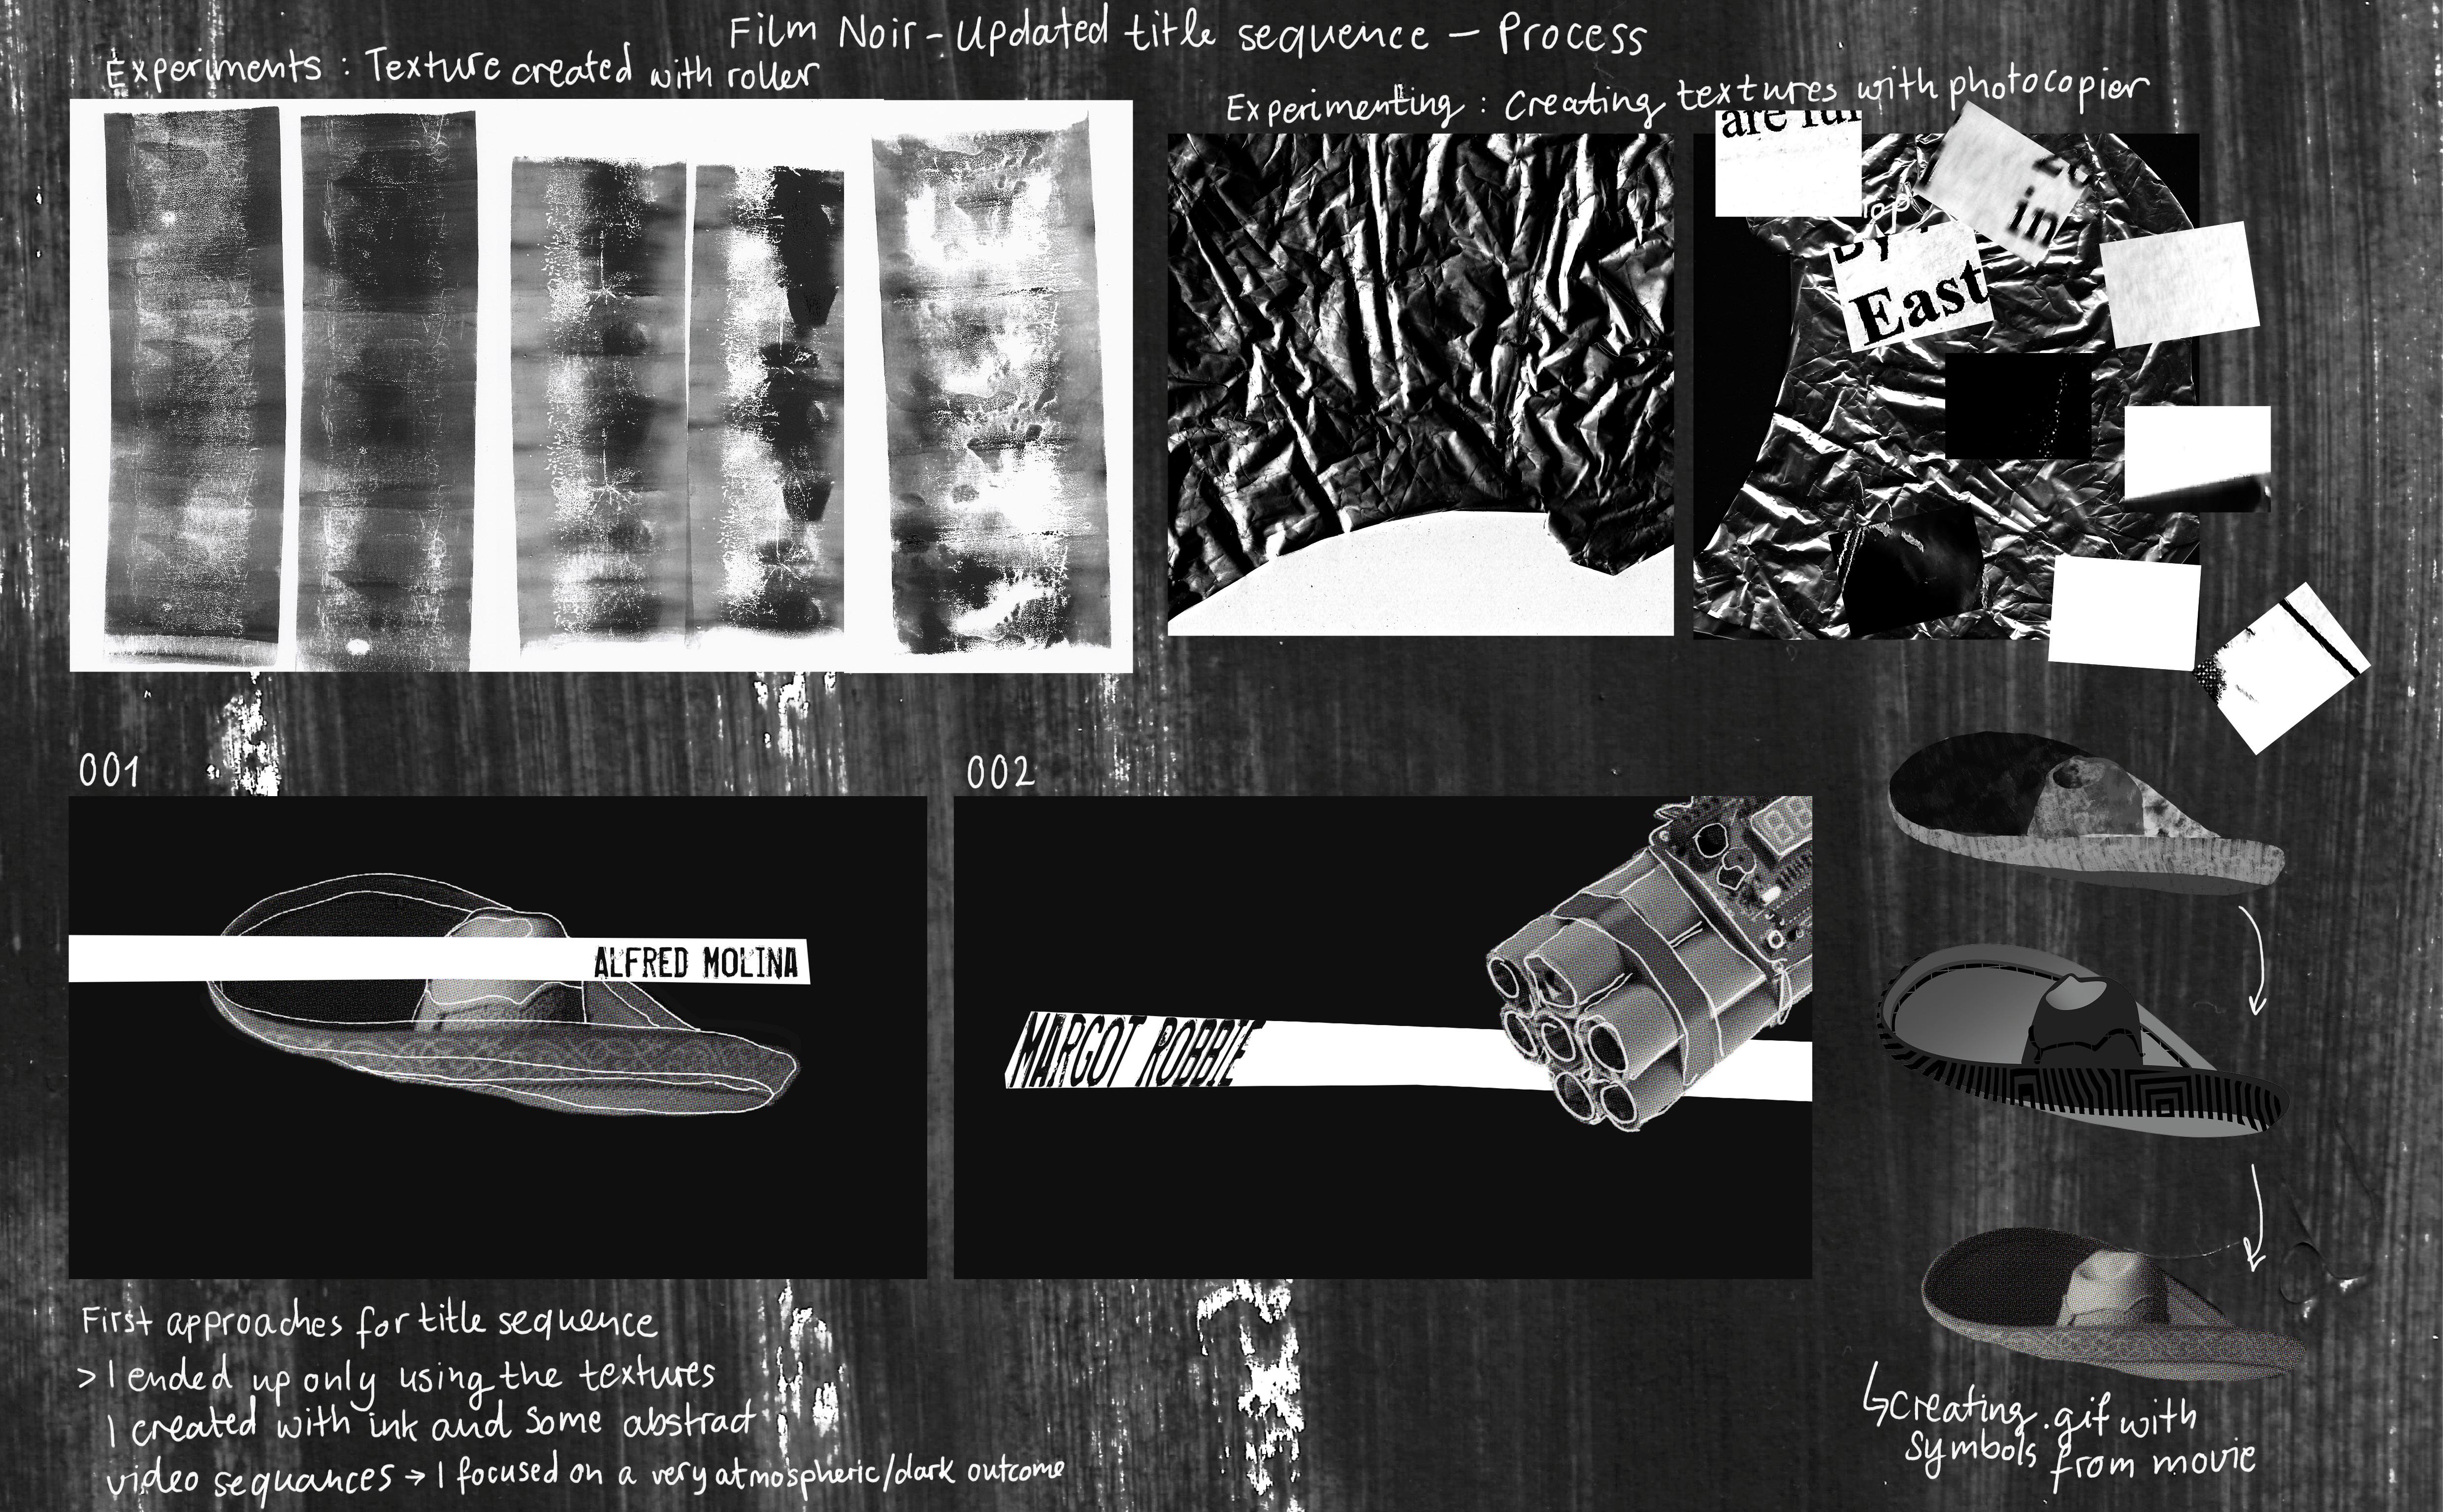 Film Noir - Updated title sequence - Process
Experiments : Texture created with roller
Experimenting : Creating textures with photocopier
are
in
By
East
001
002
ALFRED MOLINA
MARGOT ROBBIE
First approaches for title sequence
> I ended up only using the textures
I created with ink and some abstract
video sequances → I focused on a very atmospheric/dark outcome
↳ creating .gif with
symbols from movie